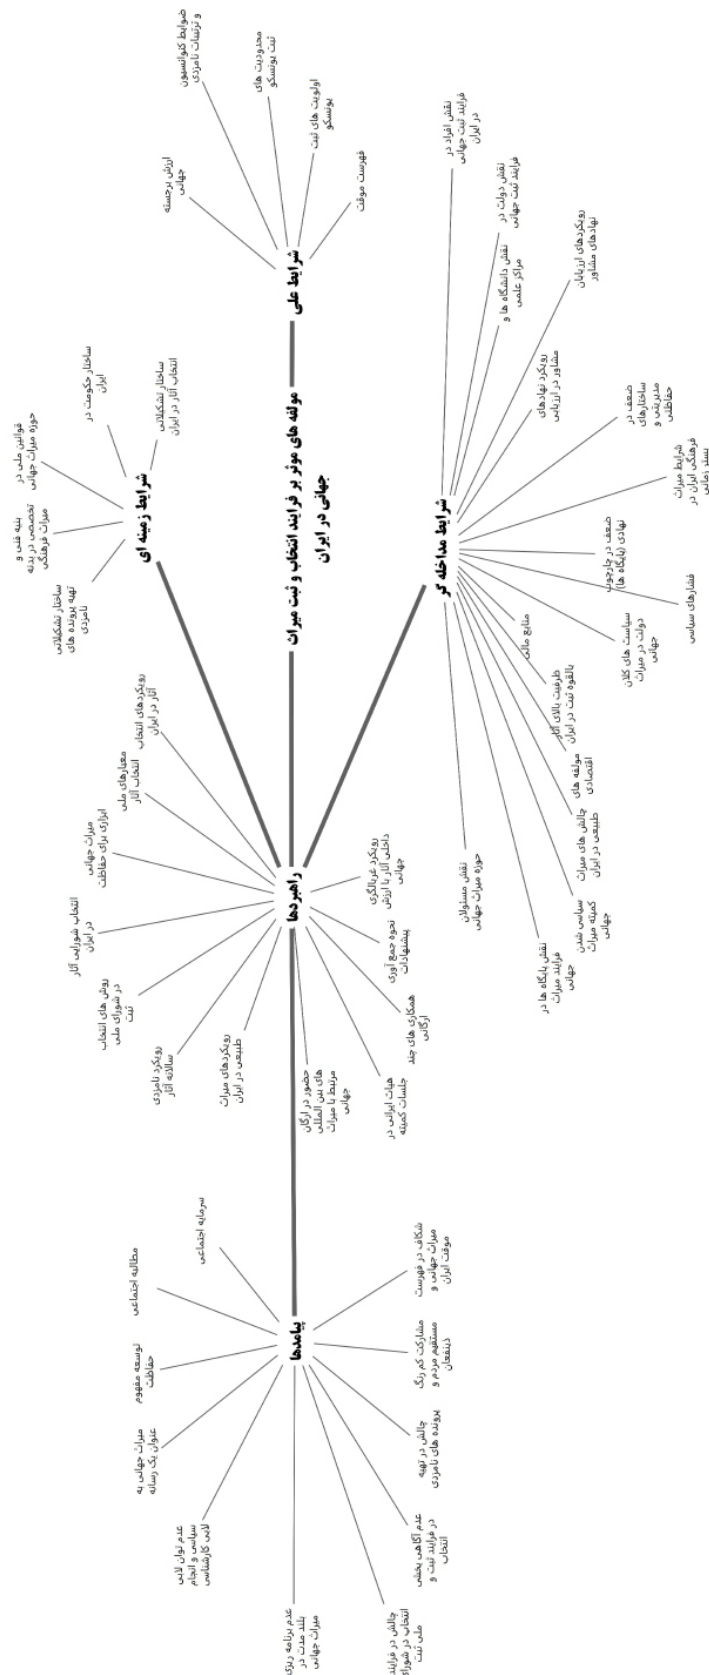 ضوابط کنوانسیون
و ترتیبات نامزدی
محدودیت های
ثبت یونسکو
اولویت های ثبت
یونسکو
فهرست موقت
ارزش برجسته
جهانی
شرایط علی
مولفه های موثر بر فرایند انتخاب و ثبت میراث
جهانی در ایران
ساختار حکومت در
ایران
ساختار تشکیلاتی
انتخاب آثار در ایران
قوانین ملی در
حوزه میراث جهانی
بنیه فنی و
تخصصی در بدنه
میراث فرهنگی
ساختار تشکیلاتی
تهیه پرونده های
نامزدی
شرایط زمینه ای
نقش افراد در
فرایند ثبت جهانی
در ایران
نقش دولت در
فرایند ثبت جهانی
نقش دانشگاه ها و
مراکز علمی
رویکردهای ارزیابان
نهادهای مشاور
رویکرد نهادهای
مشاور در ارزیابی
ضعف در
ساختارهای
مدیریتی و
حفاظتی
شرایط میراث
فرهنگی ایران در
بستر زمانی
ضعف در چارچوب
نهادی (پایگاه ها)
فشارهای سیاسی
سیاست های کلان
دولت در میراث
جهانی
منابع مالی
ظرفیت بالای آثار
بالقوه ثبت در ایران
مولفه های
اقتصادی
چالش های میراث
طبیعی در ایران
سیاسی شدن
کمیته میراث
جهانی
نقش پایگاه ها در
فرایند میراث
جهانی
نقش مسئولان
حوزه میراث جهانی
شرایط مداخله گر
رویکردهای انتخاب
آثار در ایران
معیارهای ملی
انتخاب آثار
میراث جهانی
ابزاری برای حفاظت
انتخاب شورایی آثار
در ایران
روش های انتخاب
در شورای ملی
ثبت
رویکرد نامزدی
سالانه آثار
رویکردهای میراث
طبیعی در ایران
راهبردها
رویکرد غربالگری
داخلی آثار با ارزش
جهانی
نحوه جمع آوری
پیشنهادات
همکاری های چند
ارگانی
هیات ایرانی در
جلسات کمیته
حضور در ارگان
های بین المللی
مرتبط با میراث
جهانی
سرمایه اجتماعی
مطالبه اجتماعی
توسعه مفهوم
حفاظت
میراث جهانی به
عنوان یک رسانه
عدم توان لابی
سیاسی و انجام
لابی کارشناسی
عدم برنامه ریزی
بلند مدت در
میراث جهانی
پیامدها
شکاف در فهرست
میراث جهانی و
موقت ایران
مشارکت کم رنگ
مستقیم مردم و
ذینفعان
چالش در تهیه
پرونده های نامزدی
عدم آگاهی بخشی
در فرایند ثبت و
انتخاب
چالش در فرایند
انتخاب در شورای
ملی ثبت